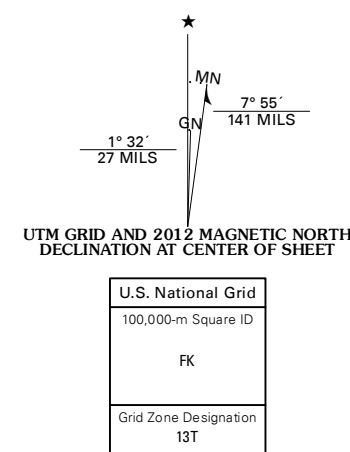 ★
MN
GN
7° 55´
141 MILS
1° 32´
27 MILS
UTM GRID AND 2012 MAGNETIC NORTH
DECLINATION AT CENTER OF SHEET
U.S. National Grid
100,000-m Square ID
FK
Grid Zone Designation
13T